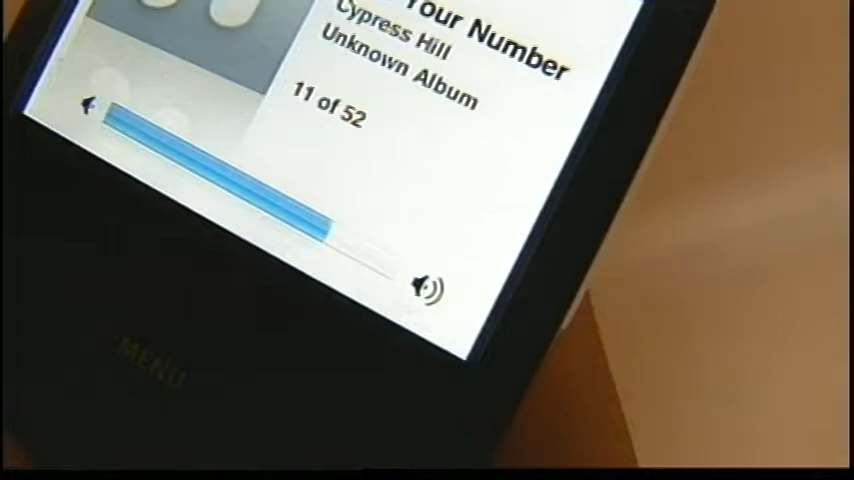 Your Number
Cypress Hill
Unknown Album
11 of 52
MENU